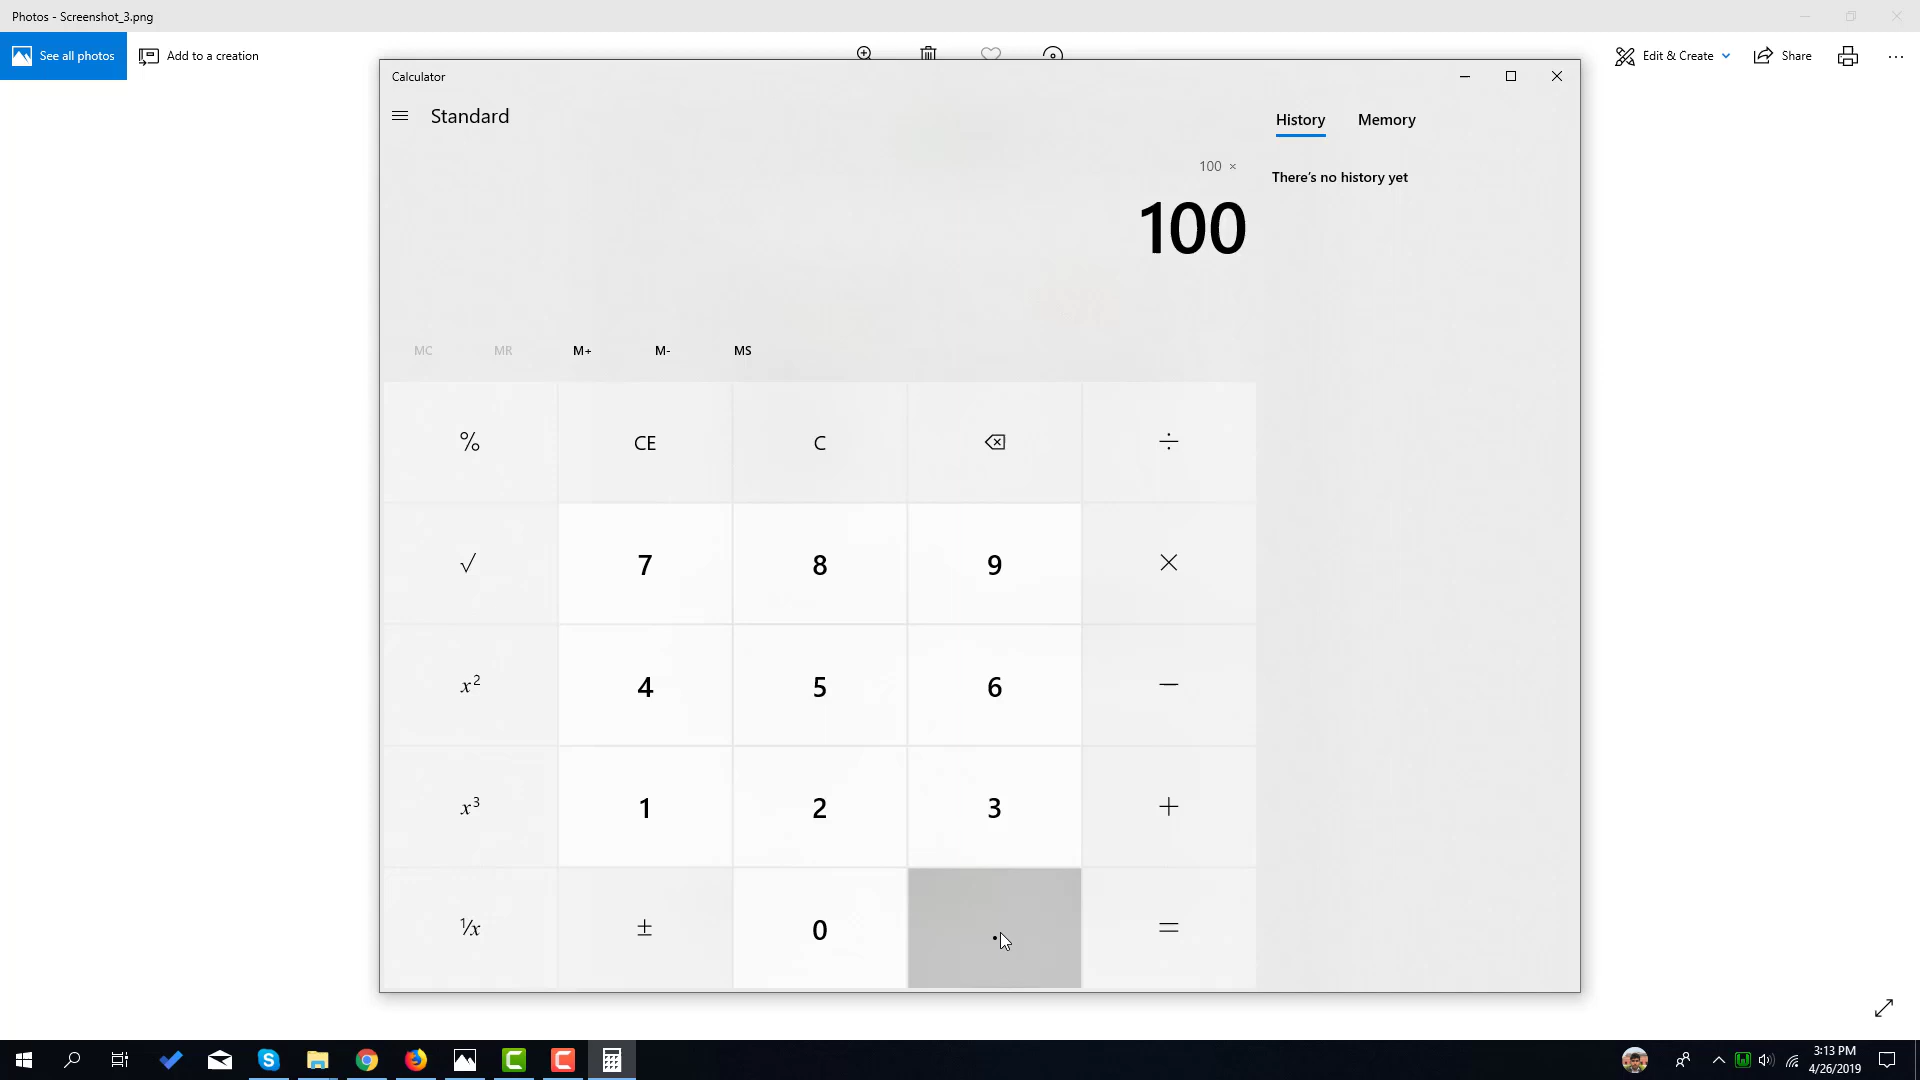 Photos - Screenshot_3.png
See all photos
Add to a creation
Edit & Create
Share
Calculator
Standard
History
Memory
100 ×
100
There's no history yet
MC
MR
M+
M-
MS
% CE C ÷
√ 7 8 9 ×
x² 4 5 6 −
x³ 1 2 3 +
¹/x ± 0 . =
3:13 PM
4/26/2019